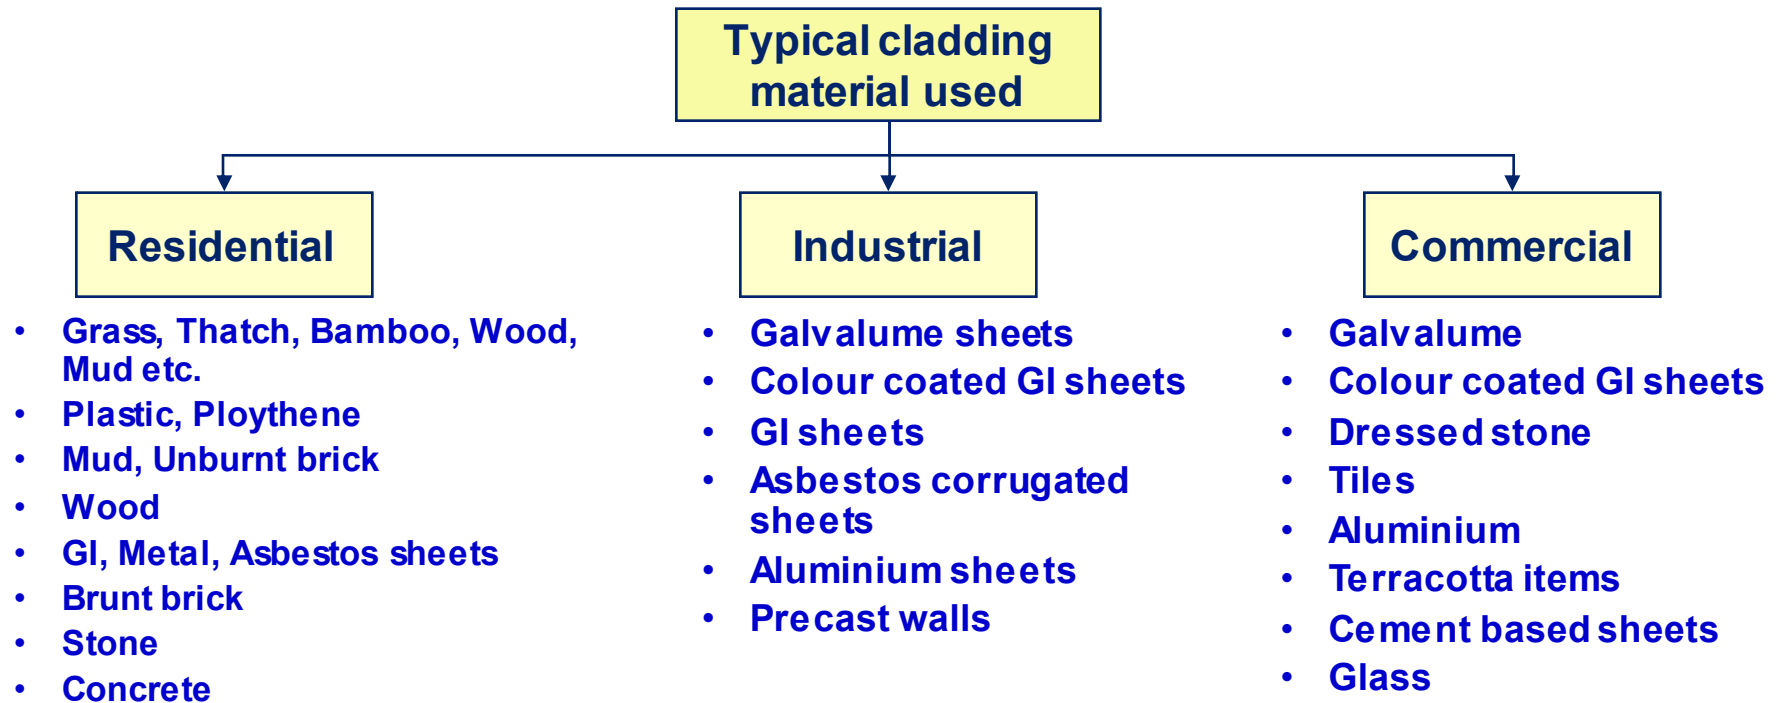 Typical cladding
material used
Residential
• Grass, Thatch, Bamboo, Wood,
Mud etc.
• Plastic, Ploythene
• Mud, Unburnt brick
• Wood
• GI, Metal, Asbestos sheets
• Brunt brick
• Stone
• Concrete
Industrial
• Galvalume sheets
• Colour coated GI sheets
• GI sheets
• Asbestos corrugated
sheets
• Aluminium sheets
• Precast walls
Commercial
• Galvalume
• Colour coated GI sheets
• Dressed stone
• Tiles
• Aluminium
• Terracotta items
• Cement based sheets
• Glass